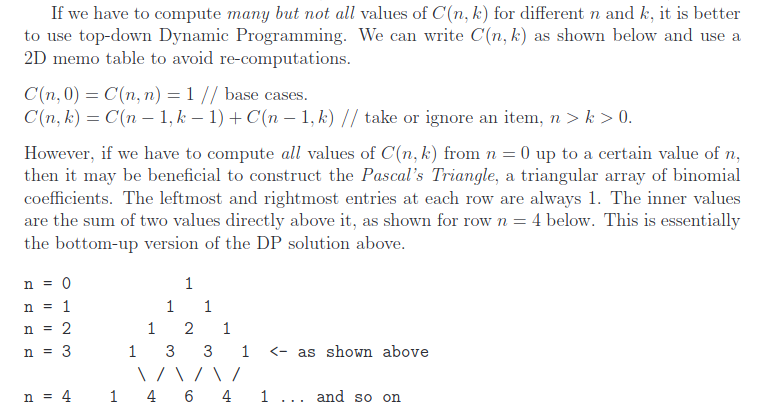 If we have to compute many but not all values of C(n, k) for different n and k, it is better
to use top-down Dynamic Programming. We can write C(n, k) as shown below and use a
2D memo table to avoid re-computations.
C(n, 0) = C(n, n) = 1 // base cases.
C(n, k) = C(n − 1, k − 1) + C(n − 1, k) // take or ignore an item, n > k > 0.
However, if we have to compute all values of C(n, k) from n = 0 up to a certain value of n,
then it may be beneficial to construct the Pascal's Triangle, a triangular array of binomial
coefficients. The leftmost and rightmost entries at each row are always 1. The inner values
are the sum of two values directly above it, as shown for row n = 4 below. This is essentially
the bottom-up version of the DP solution above.
n = 0 1
n = 1 1 1
n = 2 1 2 1
n = 3 1 3 3 1 <- as shown above
\ / \ / \ /
n = 4 1 4 6 4 1 ... and so on